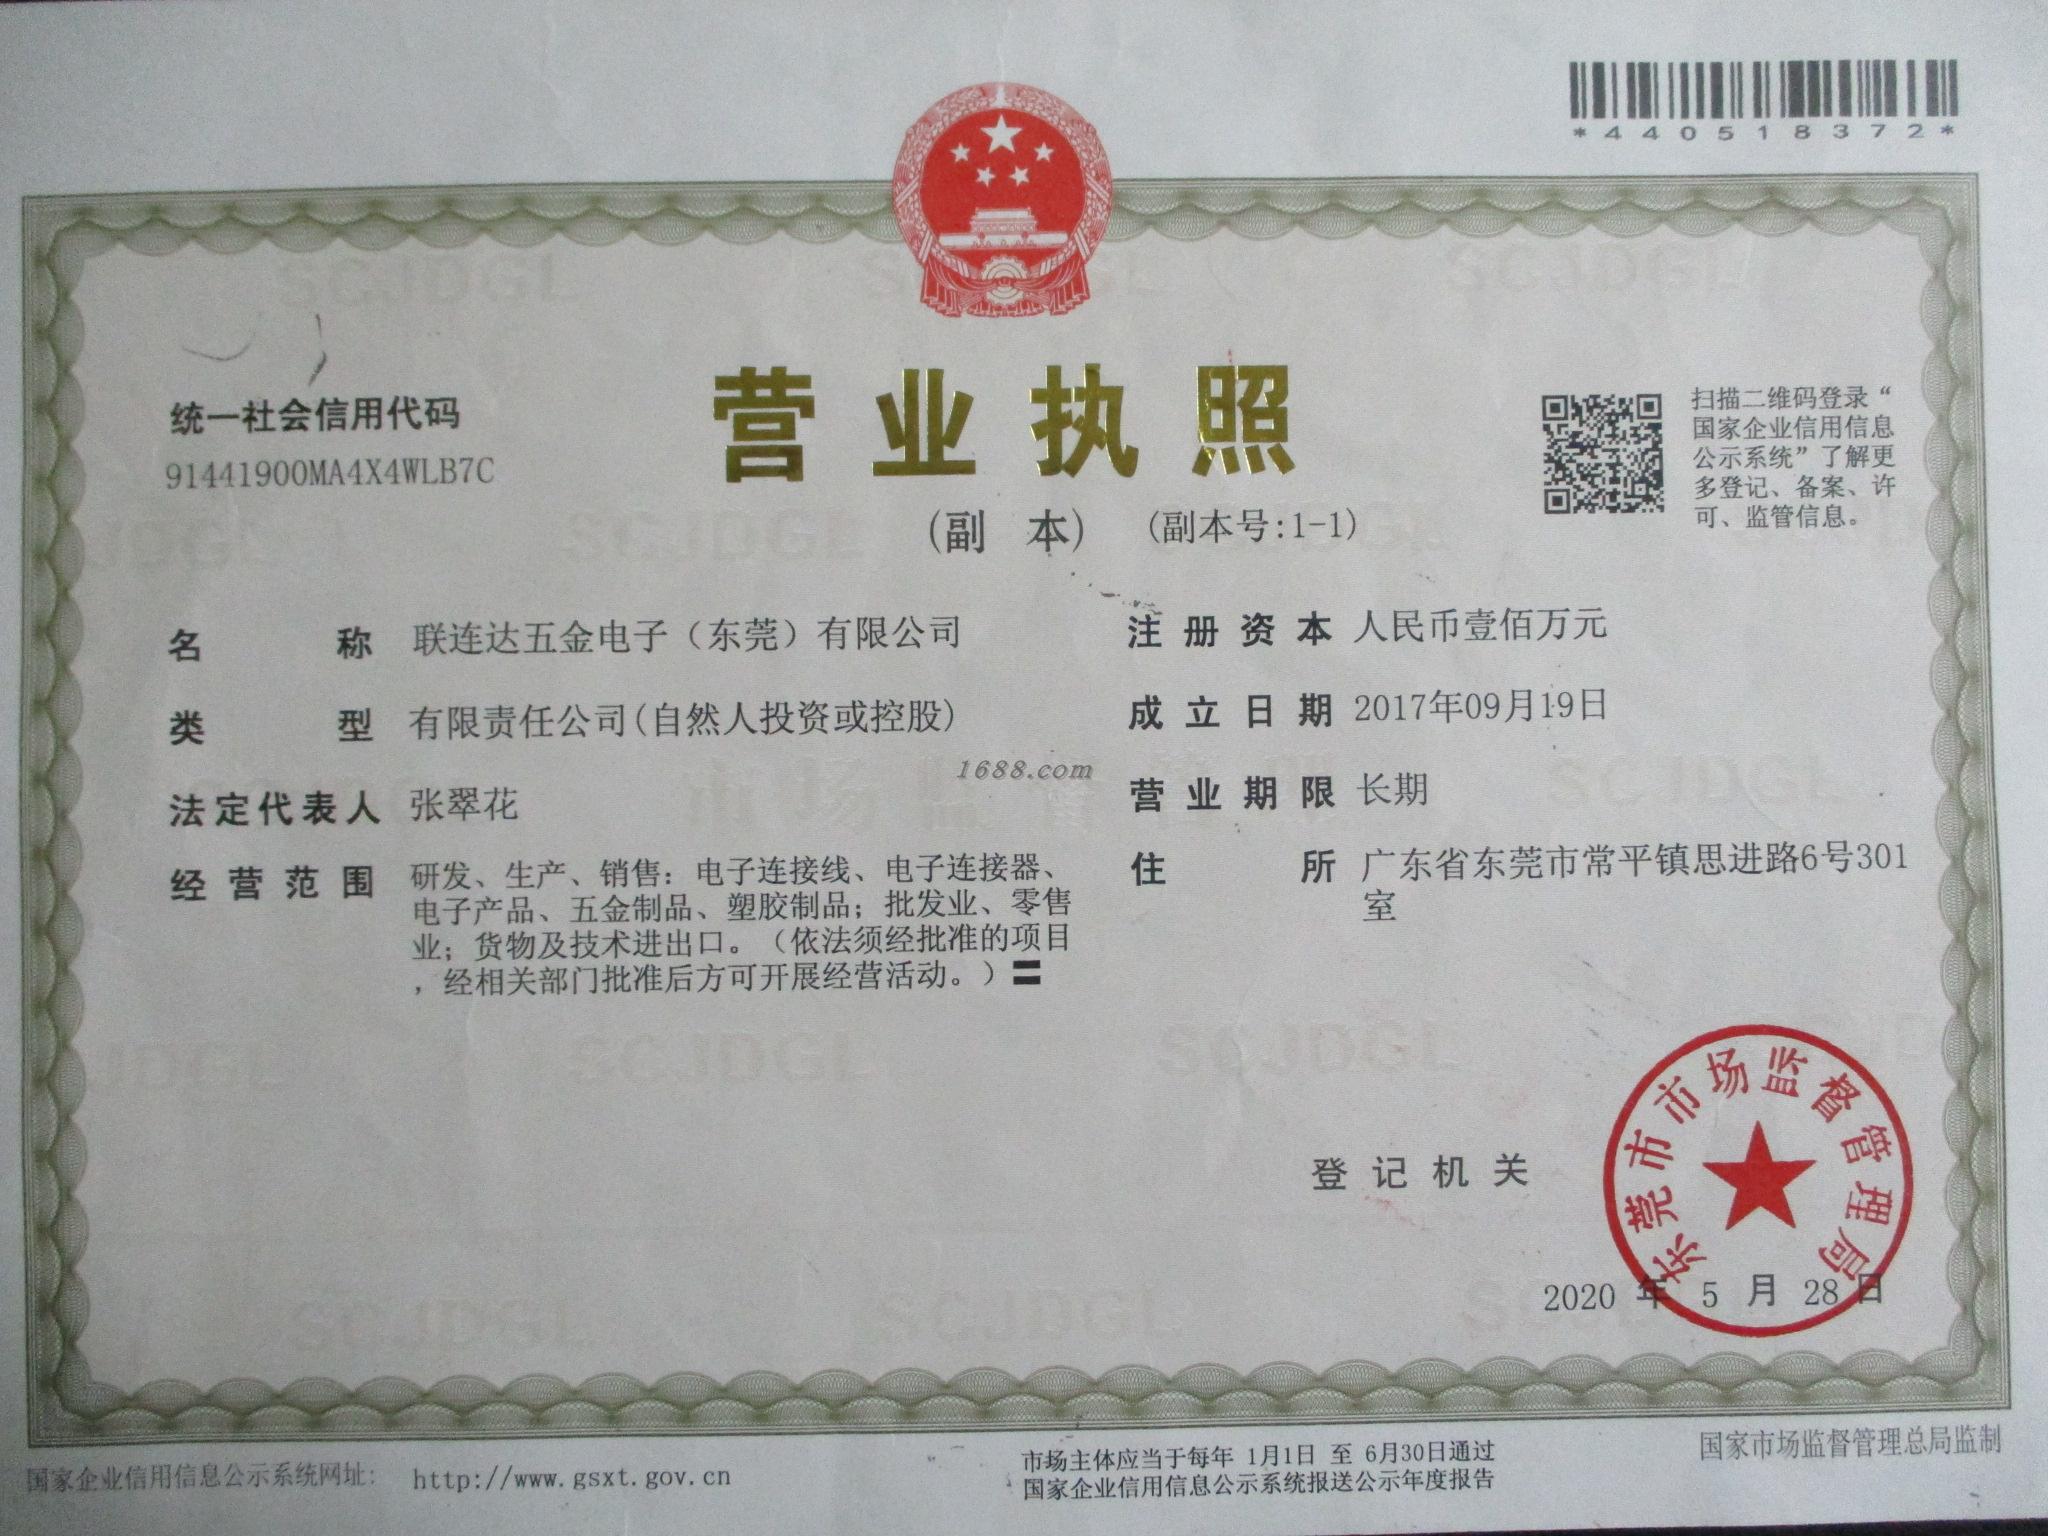 *440518372*
营业执照
(副 本) (副本号:1-1)
统一社会信用代码
91441900MA4X4WLB7C
扫描二维码登录“
国家企业信用信息
公示系统”了解更
多登记、备案、许
可、监管信息。
名称 联连达五金电子（东莞）有限公司
类型 有限责任公司(自然人投资或控股)
法定代表人 张翠花
经营范围 研发、生产、销售：电子连接线、电子连接器、
电子产品、五金制品、塑胶制品；批发业、零售
业；货物及技术进出口。（依法须经批准的项目
，经相关部门批准后方可开展经营活动。）
注册资本 人民币壹佰万元
成立日期 2017年09月19日
营业期限 长期
住所 广东省东莞市常平镇思进路6号301
室
1688.com
登记机关
东莞市市场监督管理局
2020 年 5 月 28 日
国家企业信用信息公示系统网址: http://www.gsxt.gov.cn
市场主体应当于每年 1月1日 至 6月30日通过
国家企业信用信息公示系统报送公示年度报告
国家市场监督管理总局监制
SCJDGL